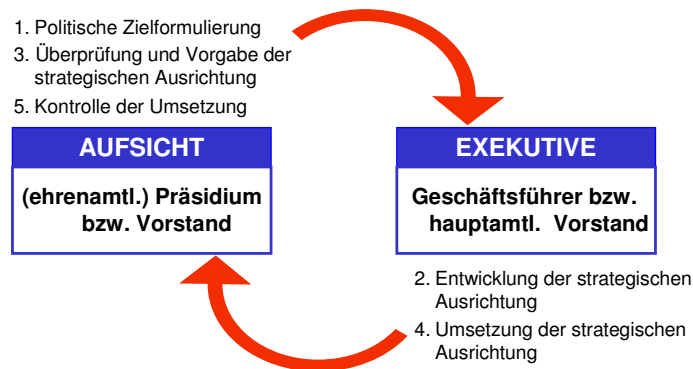 1. Politische Zielformulierung
3. Überprüfung und Vorgabe der
strategischen Ausrichtung
5. Kontrolle der Umsetzung
AUFSICHT
(ehrenamtl.) Präsidium
bzw. Vorstand
EXEKUTIVE
Geschäftsführer bzw.
hauptamtl. Vorstand
2. Entwicklung der strategischen
Ausrichtung
4. Umsetzung der strategischen
Ausrichtung